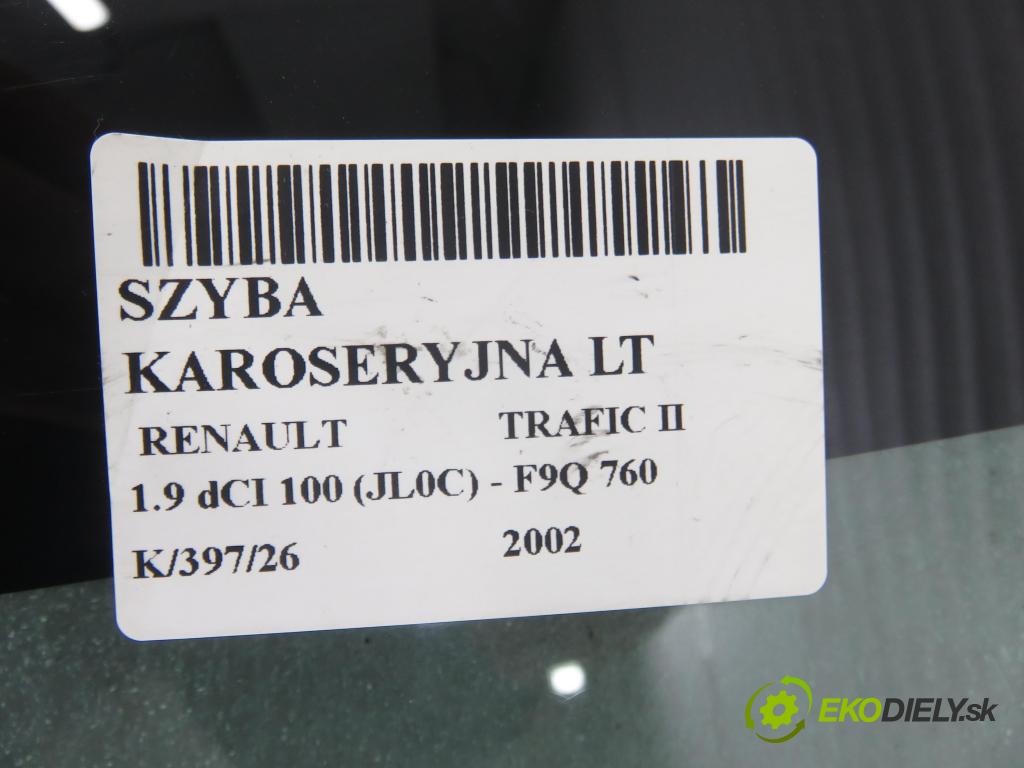 SZYBA
KAROSERYJNA LT
RENAULT TRAFIC II
1.9 dCI 100 (JL0C) - F9Q 760
K/397/26 2002
EKODIELY.sk